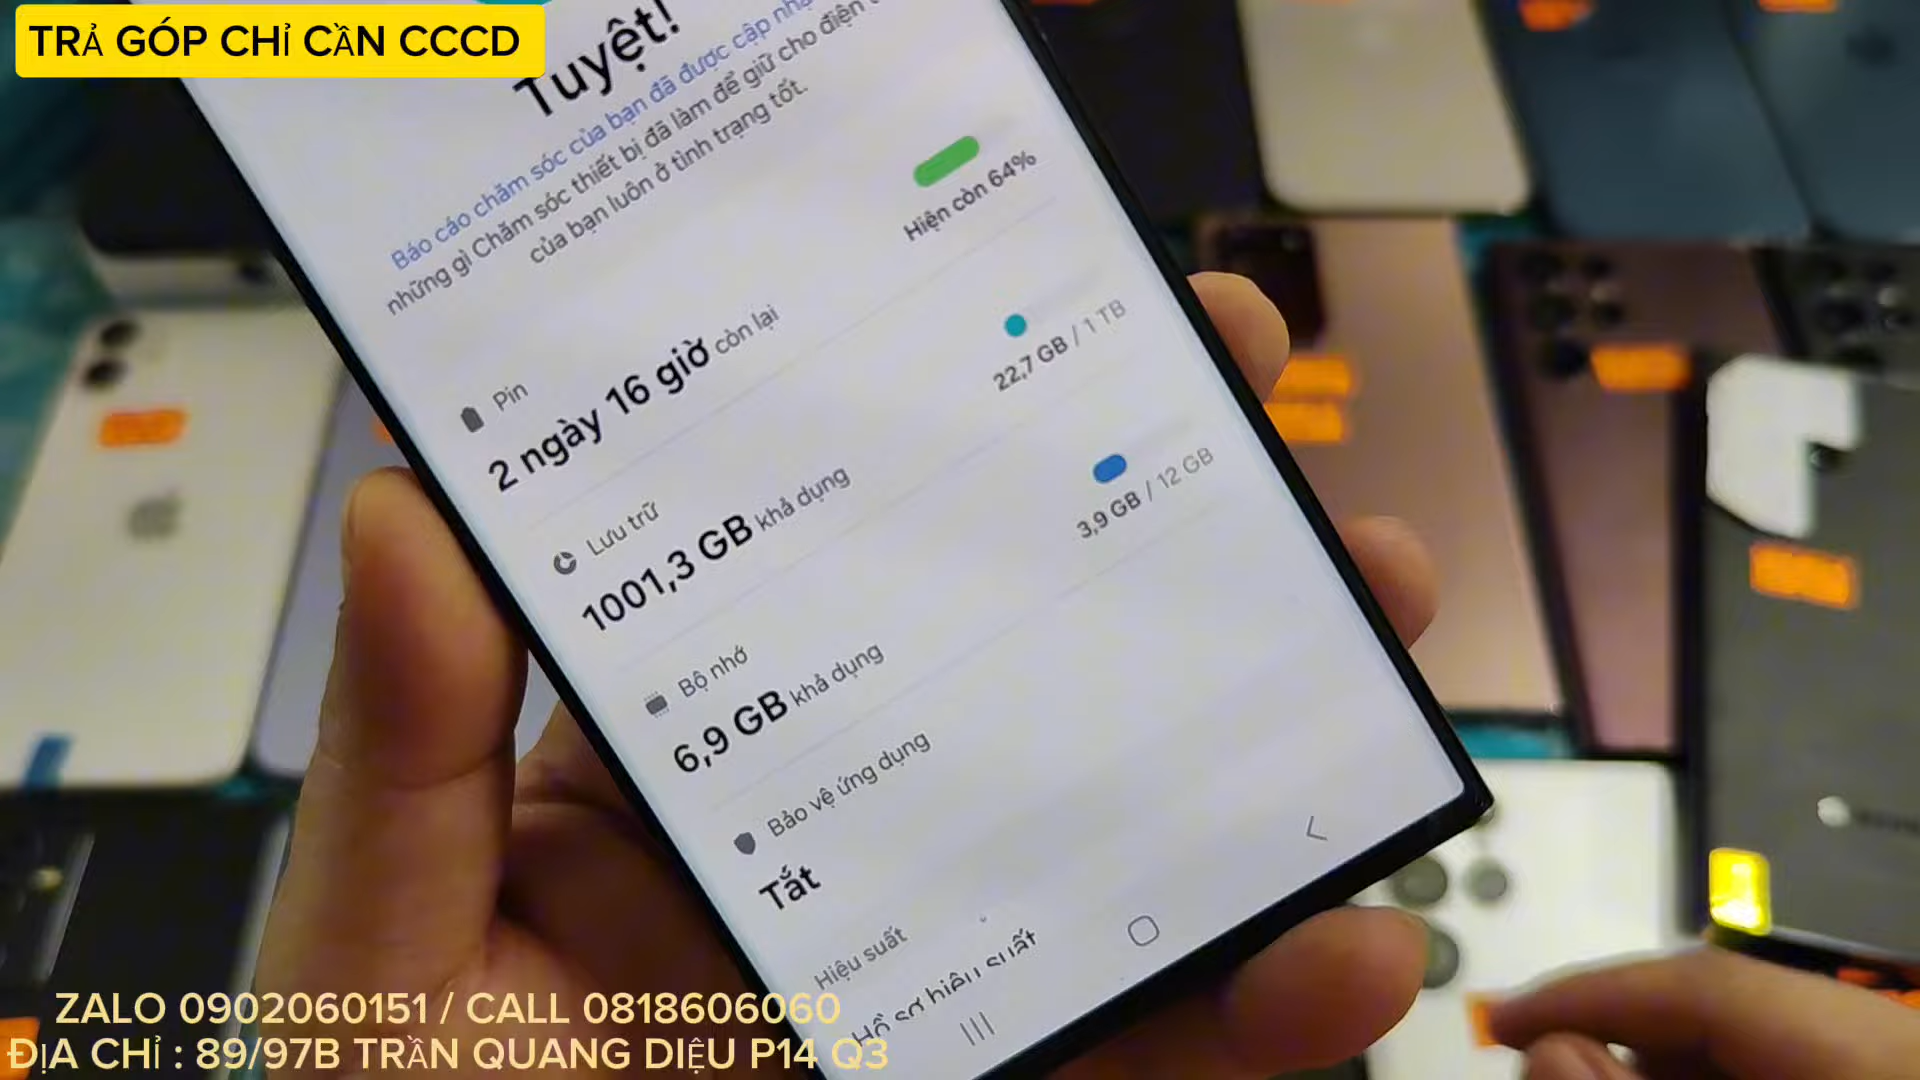 TRẢ GÓP CHỈ CẦN CCCD
Tuyệt!
Báo cáo chăm sóc của bạn đã được cập
những gì Chăm sóc thiết bị đã làm để giữ cho điện
của bạn luôn ở tình trạng tốt.
Pin
2 ngày 16 giờ còn lại
Hiện còn 64%
Lưu trữ
1001,3 GB khả dụng
22,7 GB / 1 TB
Bộ nhớ
6,9 GB khả dụng
3,9 GB / 12 GB
Bảo vệ ứng dụng
Tắt
Hiệu suất
Hồ sơ hiệu suất
ZALO 0902060151 / CALL 0818606060
ĐỊA CHỈ : 89/97B TRẦN QUANG DIỆU P14 Q3